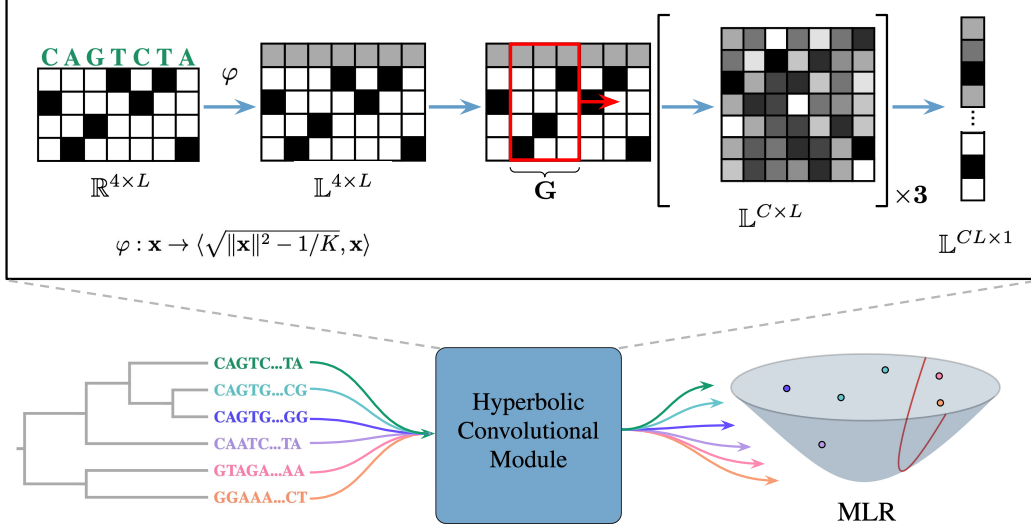 CAGTCTA
φ
ℝ^{4×L}
𝕃^{4×L}
G
𝕃^{C×L}
×3
𝕃^{CL×1}
φ : x → ⟨√(‖x‖² − 1/K), x⟩
CAGTC...TA
CAGTG...CG
CAGTG...GG
CAATC...TA
GTAGA...AA
GGAAA...CT
Hyperbolic
Convolutional
Module
MLR